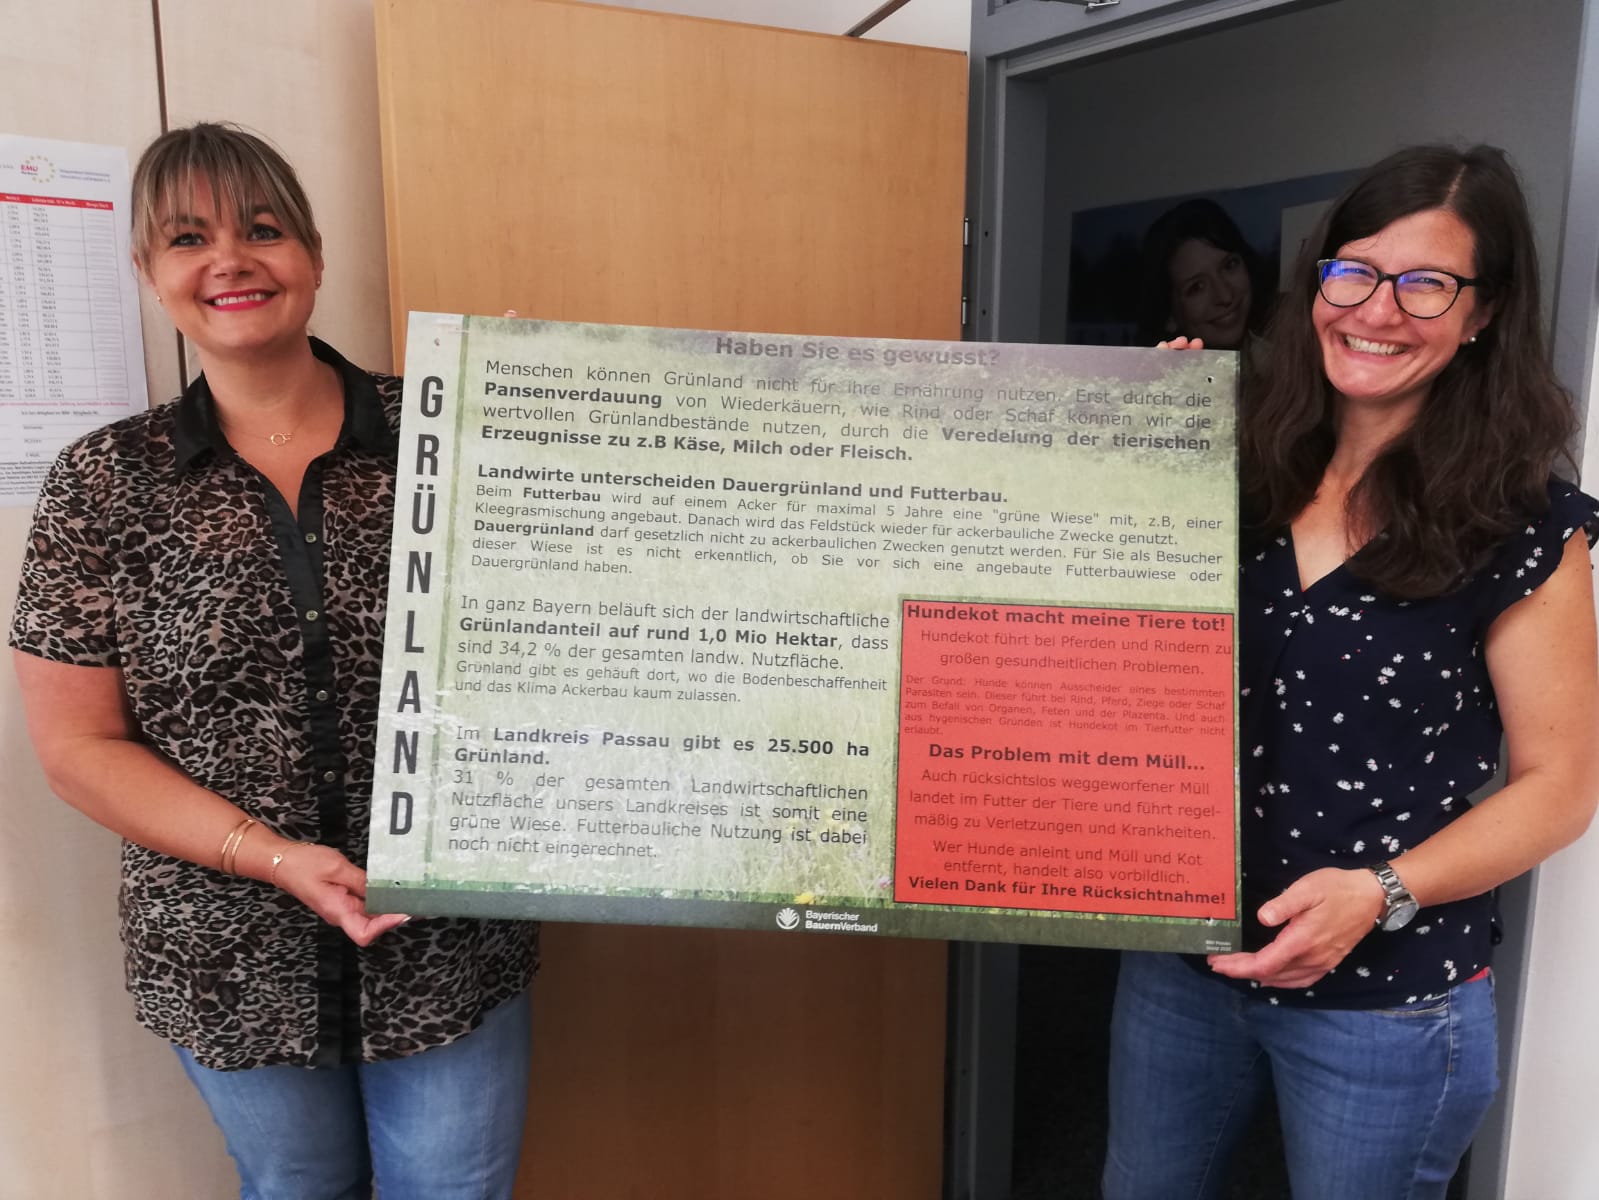 EMU
GRÜNLAND
Haben Sie es gewusst?
Menschen können Grünland nicht für ihre Ernährung nutzen. Erst durch die
Pansenverdauung von Wiederkäuern, wie Rind oder Schaf können wir die
wertvollen Grünlandbestände nutzen, durch die Veredelung der tierischen
Erzeugnisse zu z.B Käse, Milch oder Fleisch.
Landwirte unterscheiden Dauergrünland und Futterbau.
Beim Futterbau wird auf einem Acker für maximal 5 Jahre eine "grüne Wiese" mit, z.B, einer
Kleegrasmischung angebaut. Danach wird das Feldstück wieder für ackerbauliche Zwecke genutzt.
Dauergrünland darf gesetzlich nicht zu ackerbaulichen Zwecken genutzt werden. Für Sie als Besucher
dieser Wiese ist es nicht erkenntlich, ob Sie vor sich eine angebaute Futterbauwiese oder
Dauergrünland haben.
In ganz Bayern beläuft sich der landwirtschaftliche
Grünlandanteil auf rund 1,0 Mio Hektar, dass
sind 34,2 % der gesamten landw. Nutzfläche.
Grünland gibt es gehäuft dort, wo die Bodenbeschaffenheit
und das Klima Ackerbau kaum zulassen.
Im Landkreis Passau gibt es 25.500 ha
Grünland.
31 % der gesamten Landwirtschaftlichen
Nutzfläche unsers Landkreises ist somit eine
grüne Wiese. Futterbauliche Nutzung ist dabei
noch nicht eingerechnet.
Hundekot macht meine Tiere tot!
Hundekot führt bei Pferden und Rindern zu
großen gesundheitlichen Problemen.
Der Grund: Hunde können Ausscheider eines bestimmten
Parasiten sein. Dieser führt bei Rind, Pferd, Ziege oder Schaf
zum Befall von Organen, Feten und der Plazenta. Und auch
aus hygenischen Gründen ist Hundekot im Tierfutter nicht
erlaubt.
Das Problem mit dem Müll...
Auch rücksichtslos weggeworfener Müll
landet im Futter der Tiere und führt regel-
mäßig zu Verletzungen und Krankheiten.
Wer Hunde anleint und Müll und Kot
entfernt, handelt also vorbildlich.
Vielen Dank für Ihre Rücksichtnahme!
Bayerischer
BauernVerband